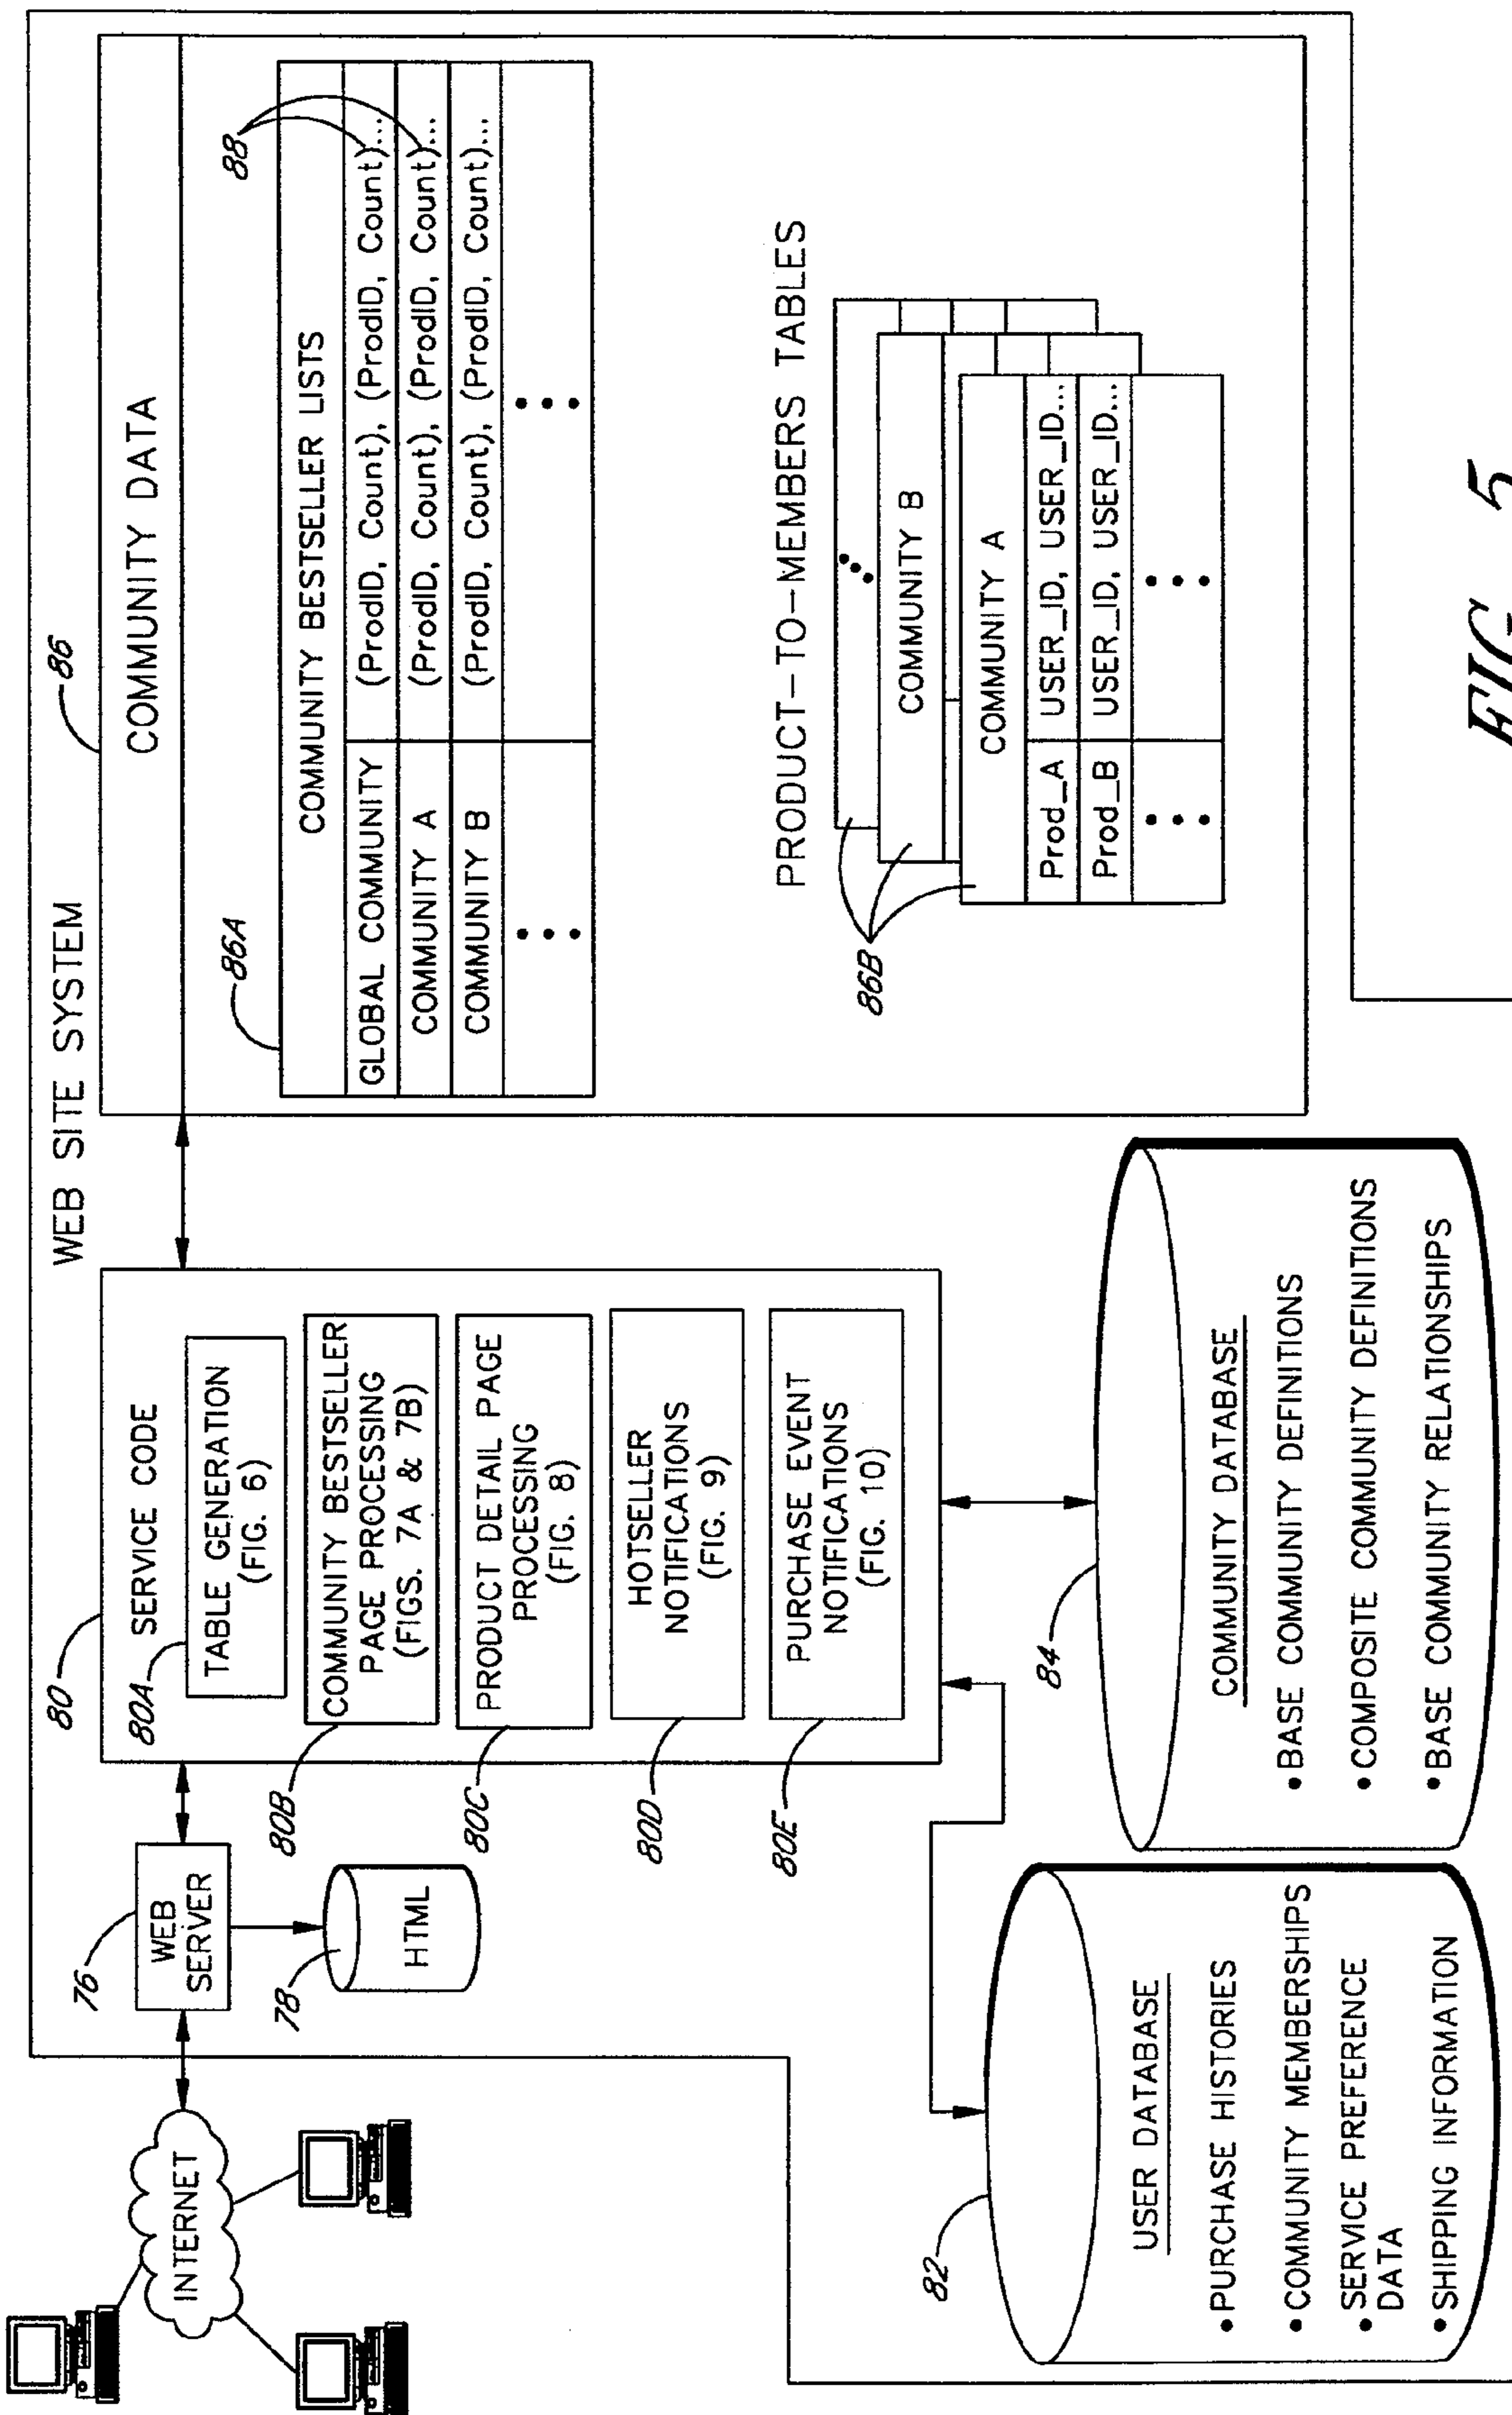 WEB SITE SYSTEM
INTERNET
76
WEB
SERVER
78
HTML
80
SERVICE CODE
80A
TABLE GENERATION
(FIG. 6)
80B
COMMUNITY BESTSELLER
PAGE PROCESSING
(FIGS. 7A & 7B)
80C
PRODUCT DETAIL PAGE
PROCESSING
(FIG. 8)
80D
HOTSELLER
NOTIFICATIONS
(FIG. 9)
80E
PURCHASE EVENT
NOTIFICATIONS
(FIG. 10)
82
USER DATABASE
• PURCHASE HISTORIES
• COMMUNITY MEMBERSHIPS
• SERVICE PREFERENCE
DATA
• SHIPPING INFORMATION
84
COMMUNITY DATABASE
• BASE COMMUNITY DEFINITIONS
• COMPOSITE COMMUNITY DEFINITIONS
• BASE COMMUNITY RELATIONSHIPS
86
COMMUNITY DATA
86A
88
COMMUNITY BESTSELLER LISTS
GLOBAL COMMUNITY (ProdID, Count), (ProdID, Count)...
COMMUNITY A (ProdID, Count), (ProdID, Count)...
COMMUNITY B (ProdID, Count), (ProdID, Count)...
PRODUCT-TO-MEMBERS TABLES
86B
COMMUNITY B
COMMUNITY A
Prod_A USER_ID, USER_ID...
Prod_B USER_ID, USER_ID...
FIG. 5